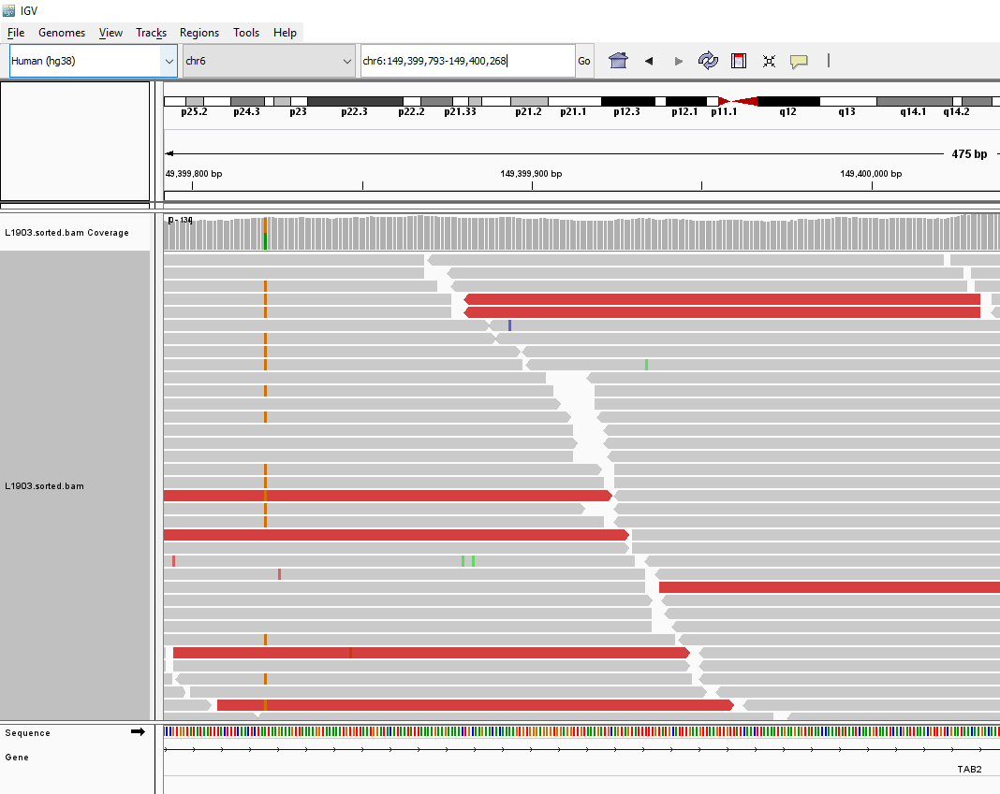 IGV
File Genomes View Tracks Regions Tools Help
Human (hg38) chr6 chr6:149,399,793-149,400,268 Go
p25.2 p24.3 p23 p22.3 p22.2 p21.33 p21.2 p21.1 p12.3 p12.1 p11.1 q12 q13 q14.1 q14.2
475 bp
49,399,800 bp 149,399,900 bp 149,400,000 bp
[0 - 134]
L1903.sorted.bam Coverage
L1903.sorted.bam
Sequence
Gene
TAB2